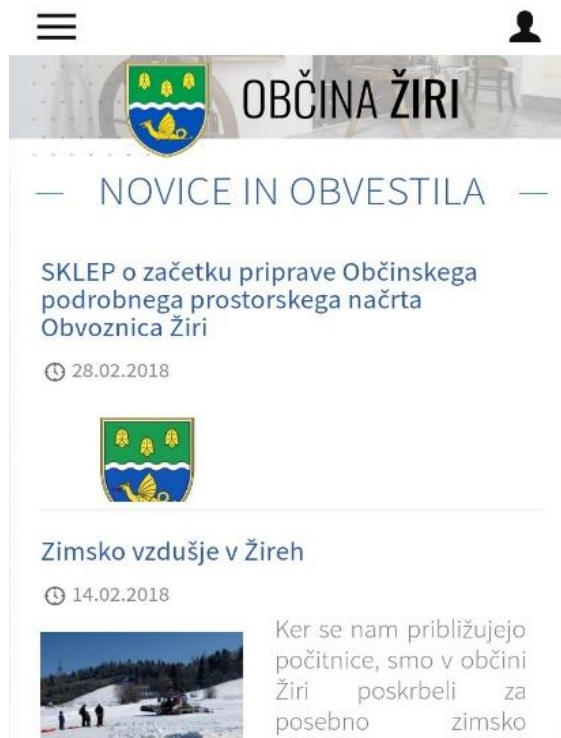 OBČINA ŽIRI
NOVICE IN OBVESTILA
SKLEP o začetku priprave Občinskega
podrobnega prostorskega načrta
Obvoznica Žiri
28.02.2018
Zimsko vzdušje v Žireh
14.02.2018
Ker se nam približujejo
počitnice, smo v občini
Žiri poskrbeli za
posebno zimsko